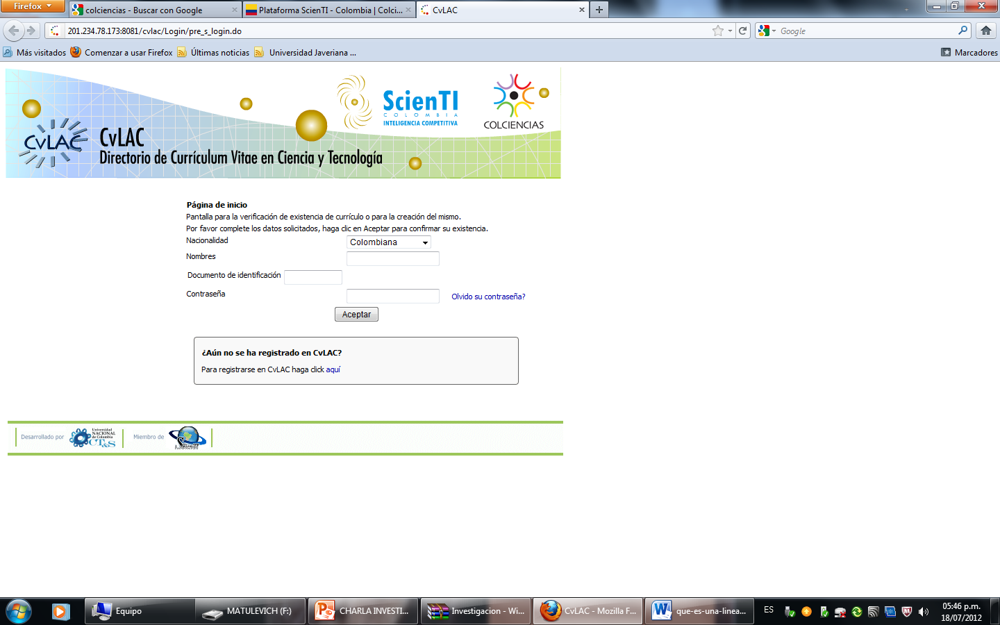 Firefox
colciencias - Buscar con Google
Plataforma ScienTI - Colombia | Colci...
CvLAC
201.234.78.173:8081/cvlac/Login/pre_s_login.do
Google
Más visitados
Comenzar a usar Firefox
Últimas noticias
Universidad Javeriana ...
Marcadores
CvLAC
CvLAC
Directorio de Currículum Vitae en Ciencia y Tecnología
ScienTI
COLOMBIA
INTELIGENCIA COMPETITIVA
COLCIENCIAS
Página de inicio
Pantalla para la verificación de existencia de currículo o para la creación del mismo.
Por favor complete los datos solicitados, haga clic en Aceptar para confirmar su existencia.
Nacionalidad
Colombiana
Nombres
Documento de identificación
Contraseña
Olvido su contraseña?
Aceptar
¿Aún no se ha registrado en CvLAC?
Para registrarse en CvLAC haga click aquí
Desarrollado por
Universidad
NACIONAL
de Colombia
CT&S
Miembro de
Equipo
MATULEVICH (F:)
CHARLA INVESTI...
Investigacion - Wi...
CvLAC - Mozilla F...
que-es-una-linea...
ES
05:46 p.m.
18/07/2012